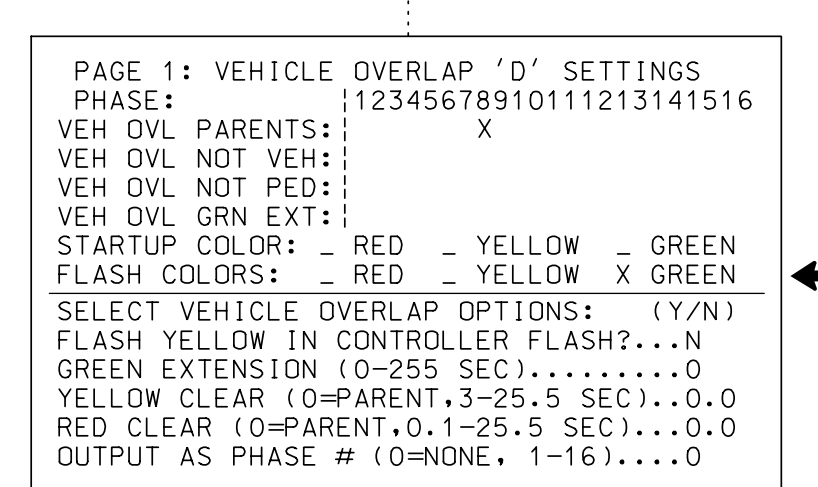 PAGE 1: VEHICLE OVERLAP 'D' SETTINGS
PHASE: ¦12345678910111213141516
VEH OVL PARENTS:¦ X
VEH OVL NOT VEH:¦
VEH OVL NOT PED:¦
VEH OVL GRN EXT:¦
STARTUP COLOR: _ RED _ YELLOW _ GREEN
FLASH COLORS: _ RED _ YELLOW X GREEN
SELECT VEHICLE OVERLAP OPTIONS: (Y/N)
FLASH YELLOW IN CONTROLLER FLASH?...N
GREEN EXTENSION (0-255 SEC).........0
YELLOW CLEAR (0=PARENT,3-25.5 SEC)..0.0
RED CLEAR (0=PARENT,0.1-25.5 SEC)...0.0
OUTPUT AS PHASE # (0=NONE, 1-16)....0